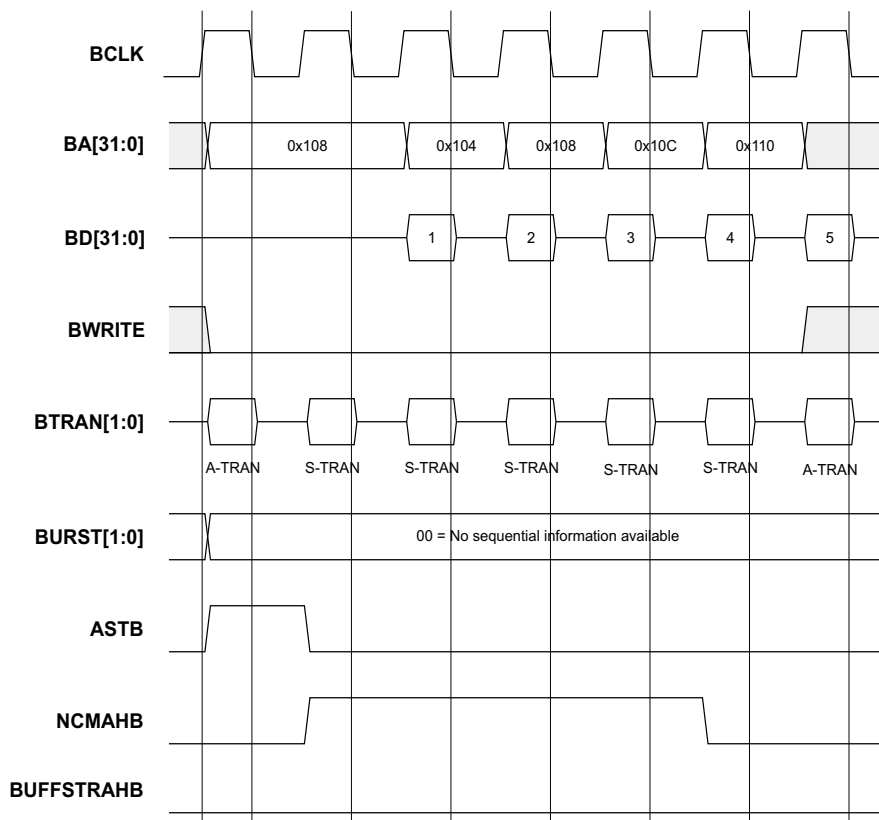 BCLK
BA[31:0] 0x108 0x104 0x108 0x10C 0x110
BD[31:0] 1 2 3 4 5
BWRITE
BTRAN[1:0]
A-TRAN S-TRAN S-TRAN S-TRAN S-TRAN S-TRAN A-TRAN
BURST[1:0] 00 = No sequential information available
ASTB
NCMAHB
BUFFSTRAHB